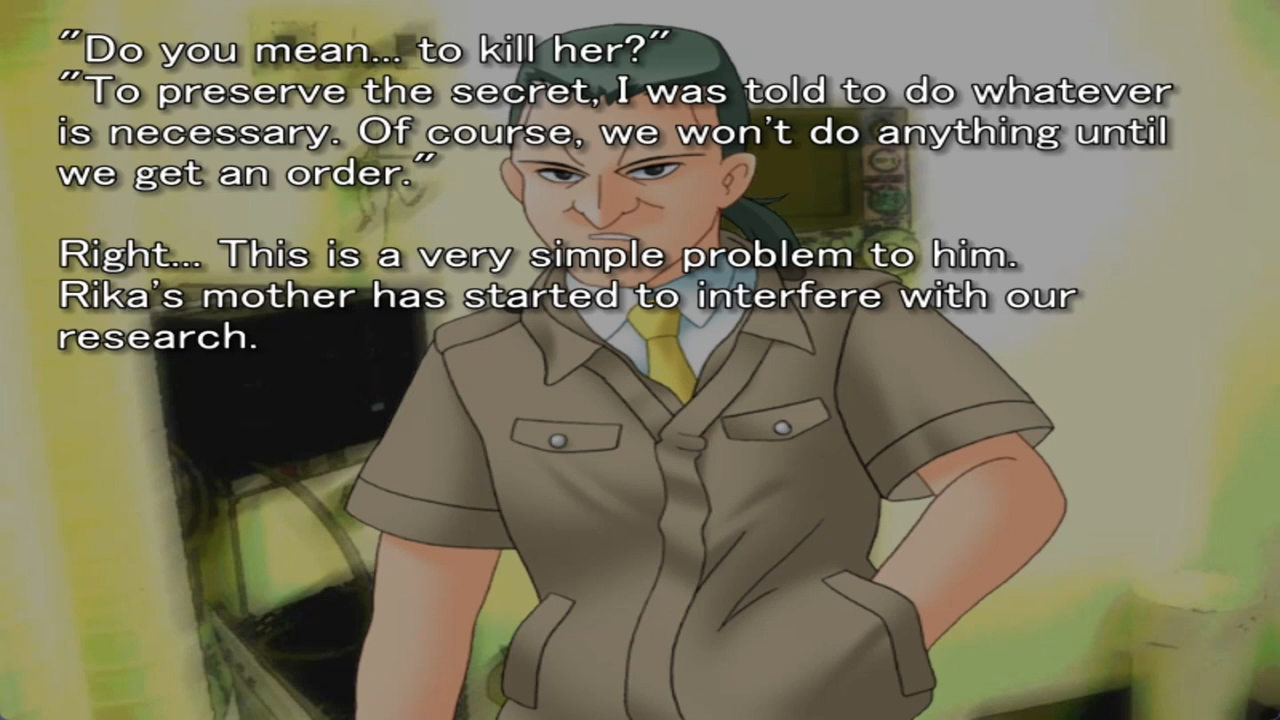 "Do you mean... to kill her?"
"To preserve the secret, I was told to do whatever
is necessary. Of course, we won't do anything until
we get an order."
Right... This is a very simple problem to him.
Rika's mother has started to interfere with our
research.